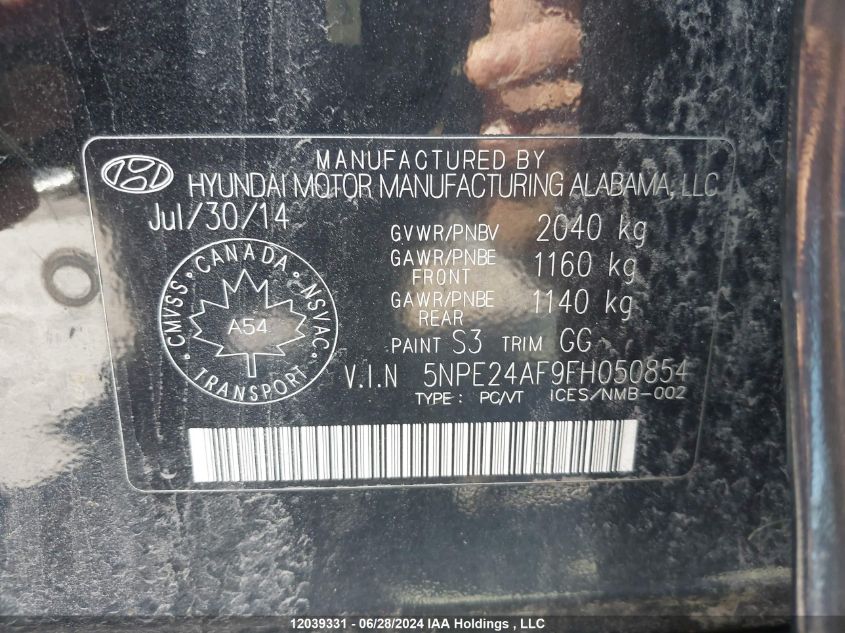 MANUFACTURED BY
HYUNDAI MOTOR MANUFACTURING ALABAMA, LLC
Jul/30/14
GVWR/PNBV 2040 kg
GAWR/PNBE FRONT 1160 kg
GAWR/PNBE REAR 1140 kg
PAINT S3 TRIM GG
V.I.N 5NPE24AF9FH050854
TYPE : PC/VT ICES/NMB-002
CMVSS · CANADA · NSVAC
A54
TRANSPORT
12039331 - 06/28/2024 IAA Holdings , LLC